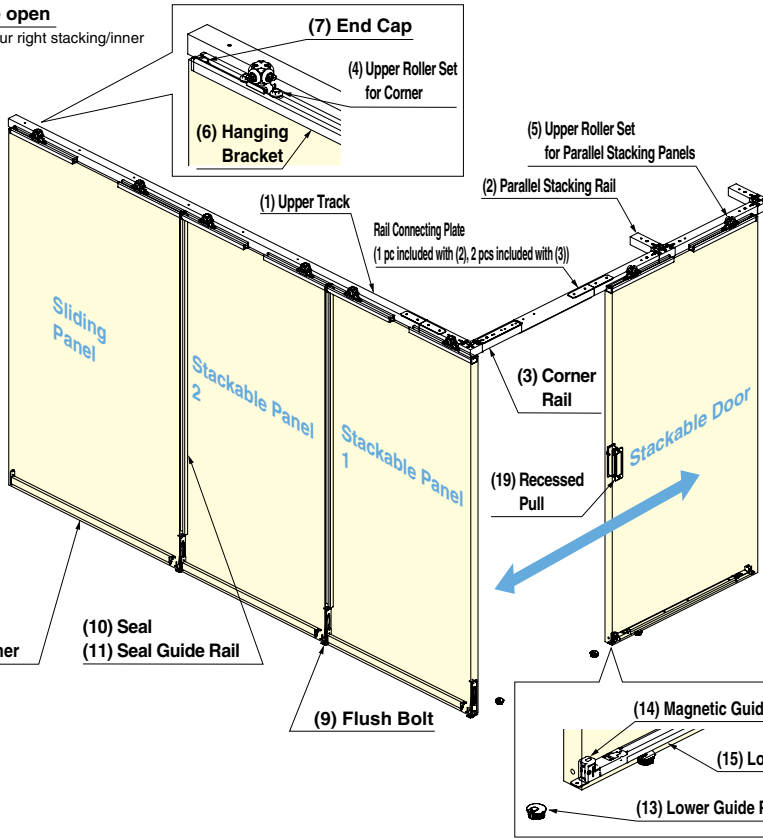 open
ur right stacking/inner
(7) End Cap
(4) Upper Roller Set
for Corner
(6) Hanging
Bracket
(5) Upper Roller Set
for Parallel Stacking Panels
(2) Parallel Stacking Rail
(1) Upper Track
Rail Connecting Plate
(1 pc included with (2), 2 pcs included with (3))
Sliding
Panel
Stackable Panel
2
Stackable Panel
1
(3) Corner
Rail
Stackable Door
(19) Recessed
Pull
(10) Seal
(11) Seal Guide Rail
ner
(9) Flush Bolt
(14) Magnetic Guid
(15) Lo
(13) Lower Guide